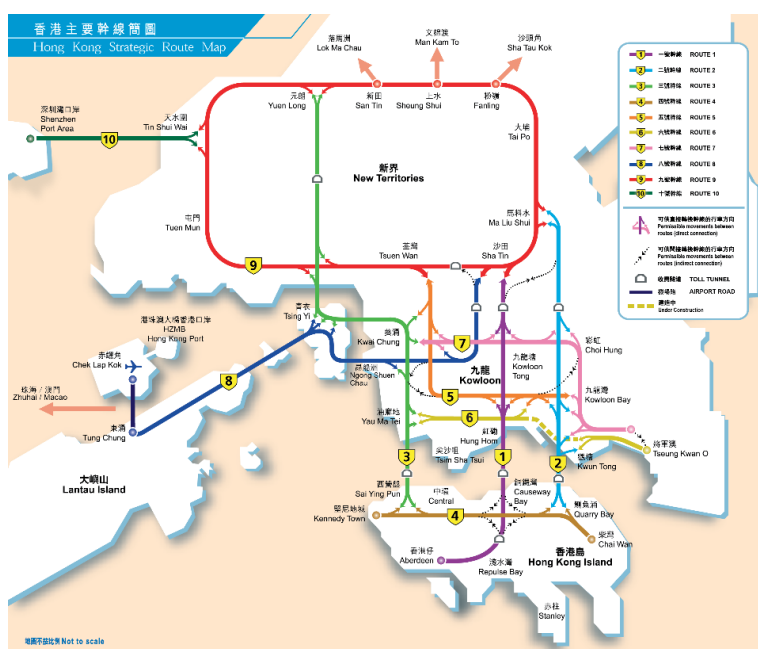 香港主要幹線簡圖
Hong Kong Strategic Route Map
落馬洲
Lok Ma Chau
文錦渡
Man Kam To
沙頭角
Sha Tau Kok
一號幹線 ROUTE 1
二號幹線 ROUTE 2
三號幹線 ROUTE 3
四號幹線 ROUTE 4
五號幹線 ROUTE 5
六號幹線 ROUTE 6
七號幹線 ROUTE 7
八號幹線 ROUTE 8
九號幹線 ROUTE 9
十號幹線 ROUTE 10
可供直接轉換幹線的行車方向
Permissible movements between
routes (direct connection)
可供間接轉換幹線的行車方向
Permissible movements between
routes (indirect connection)
收費隧道 TOLL TUNNEL
機場路 AIRPORT ROAD
建造中
Under Construction
元朗
Yuen Long
新田
San Tin
上水
Sheung Shui
粉嶺
Fanling
深圳灣口岸
Shenzhen
Port Area
天水圍
Tin Shui Wai
10
大埔
Tai Po
新界
New Territories
屯門
Tuen Mun
馬料水
Ma Liu Shui
荃灣
Tsuen Wan
沙田
Sha Tin
9
青衣
Tsing Yi
港珠澳大橋香港口岸
HZMB
Hong Kong Port
葵涌
Kwai Chung
7
彩虹
Choi Hung
赤鱲角
Chek Lap Kok
九龍
Kowloon
九龍塘
Kowloon
Tong
昂船洲
Ngong Shuen
Chau
8
珠海 / 澳門
Zhuhai / Macao
5
九龍灣
Kowloon Bay
油麻地
Yau Ma Tei
6
東涌
Tung Chung
紅磡
Hung Hom
將軍澳
Tseung Kwan O
尖沙咀
Tsim Sha Tsui
3
1
2
觀塘
Kwun Tong
大嶼山
Lantau Island
西營盤
Sai Ying Pun
中環
Central
銅鑼灣
Causeway
Bay
鰂魚涌
Quarry Bay
堅尼地城
Kennedy Town
4
柴灣
Chai Wan
香港仔
Aberdeen
淺水灣
Repulse Bay
香港島
Hong Kong Island
赤柱
Stanley
地圖不按比例 Not to scale